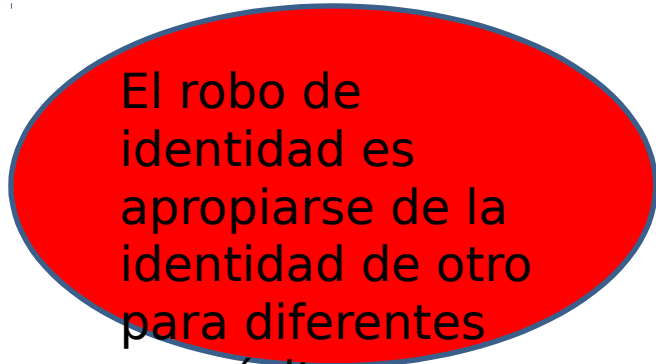 El robo de
identidad es
apropiarse de la
identidad de otro
para diferentes